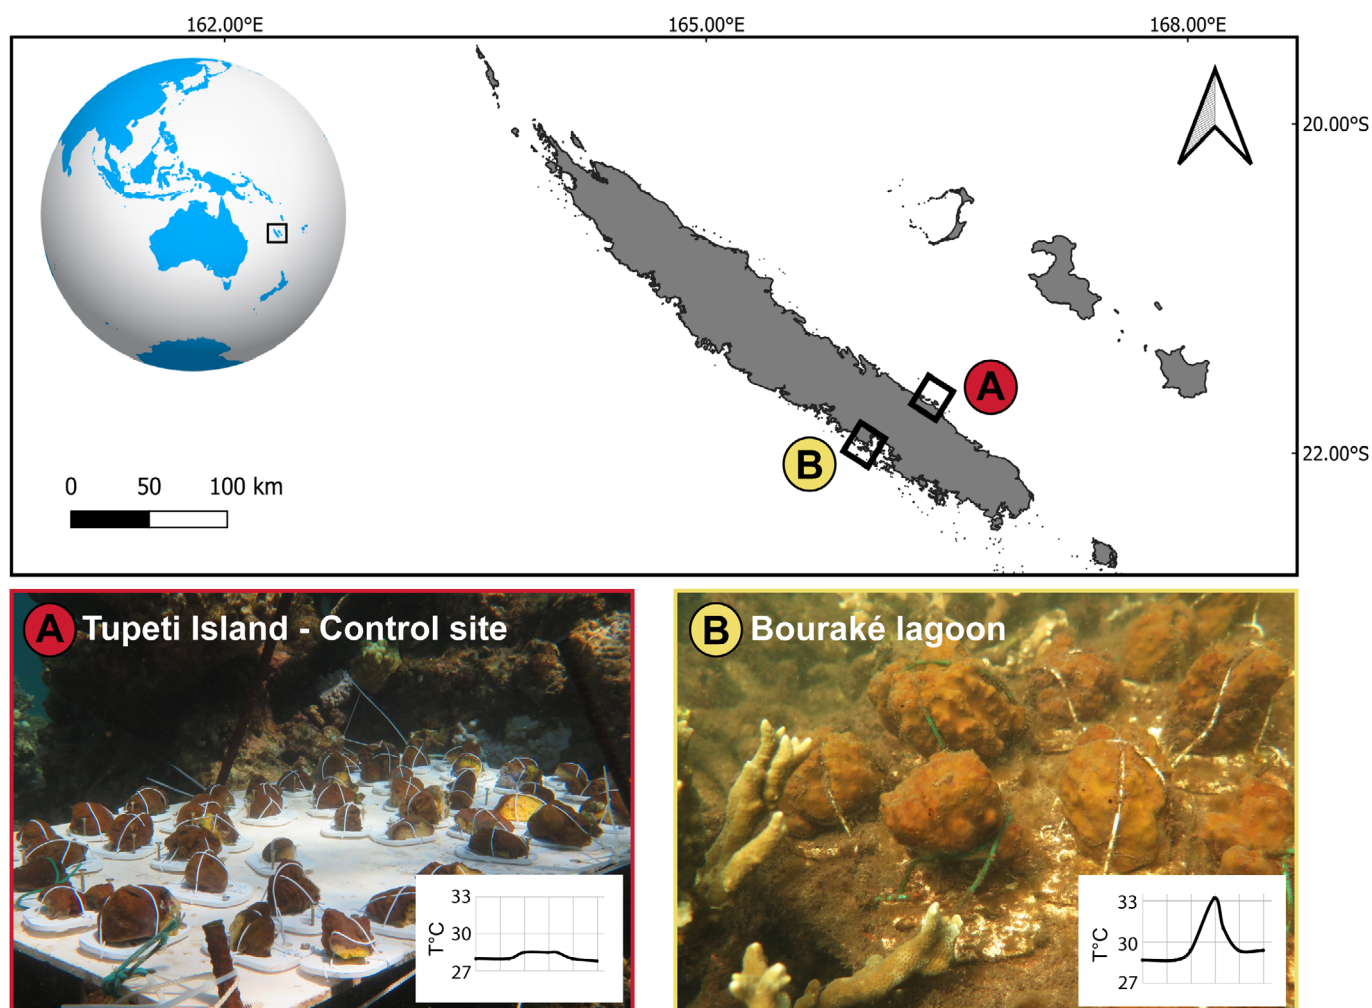 162.00°E 165.00°E 168.00°E
20.00°S
A
B
22.00°S
0 50 100 km
A Tupeti Island - Control site
33
30
27
T°C
B Bouraké lagoon
33
30
27
T°C